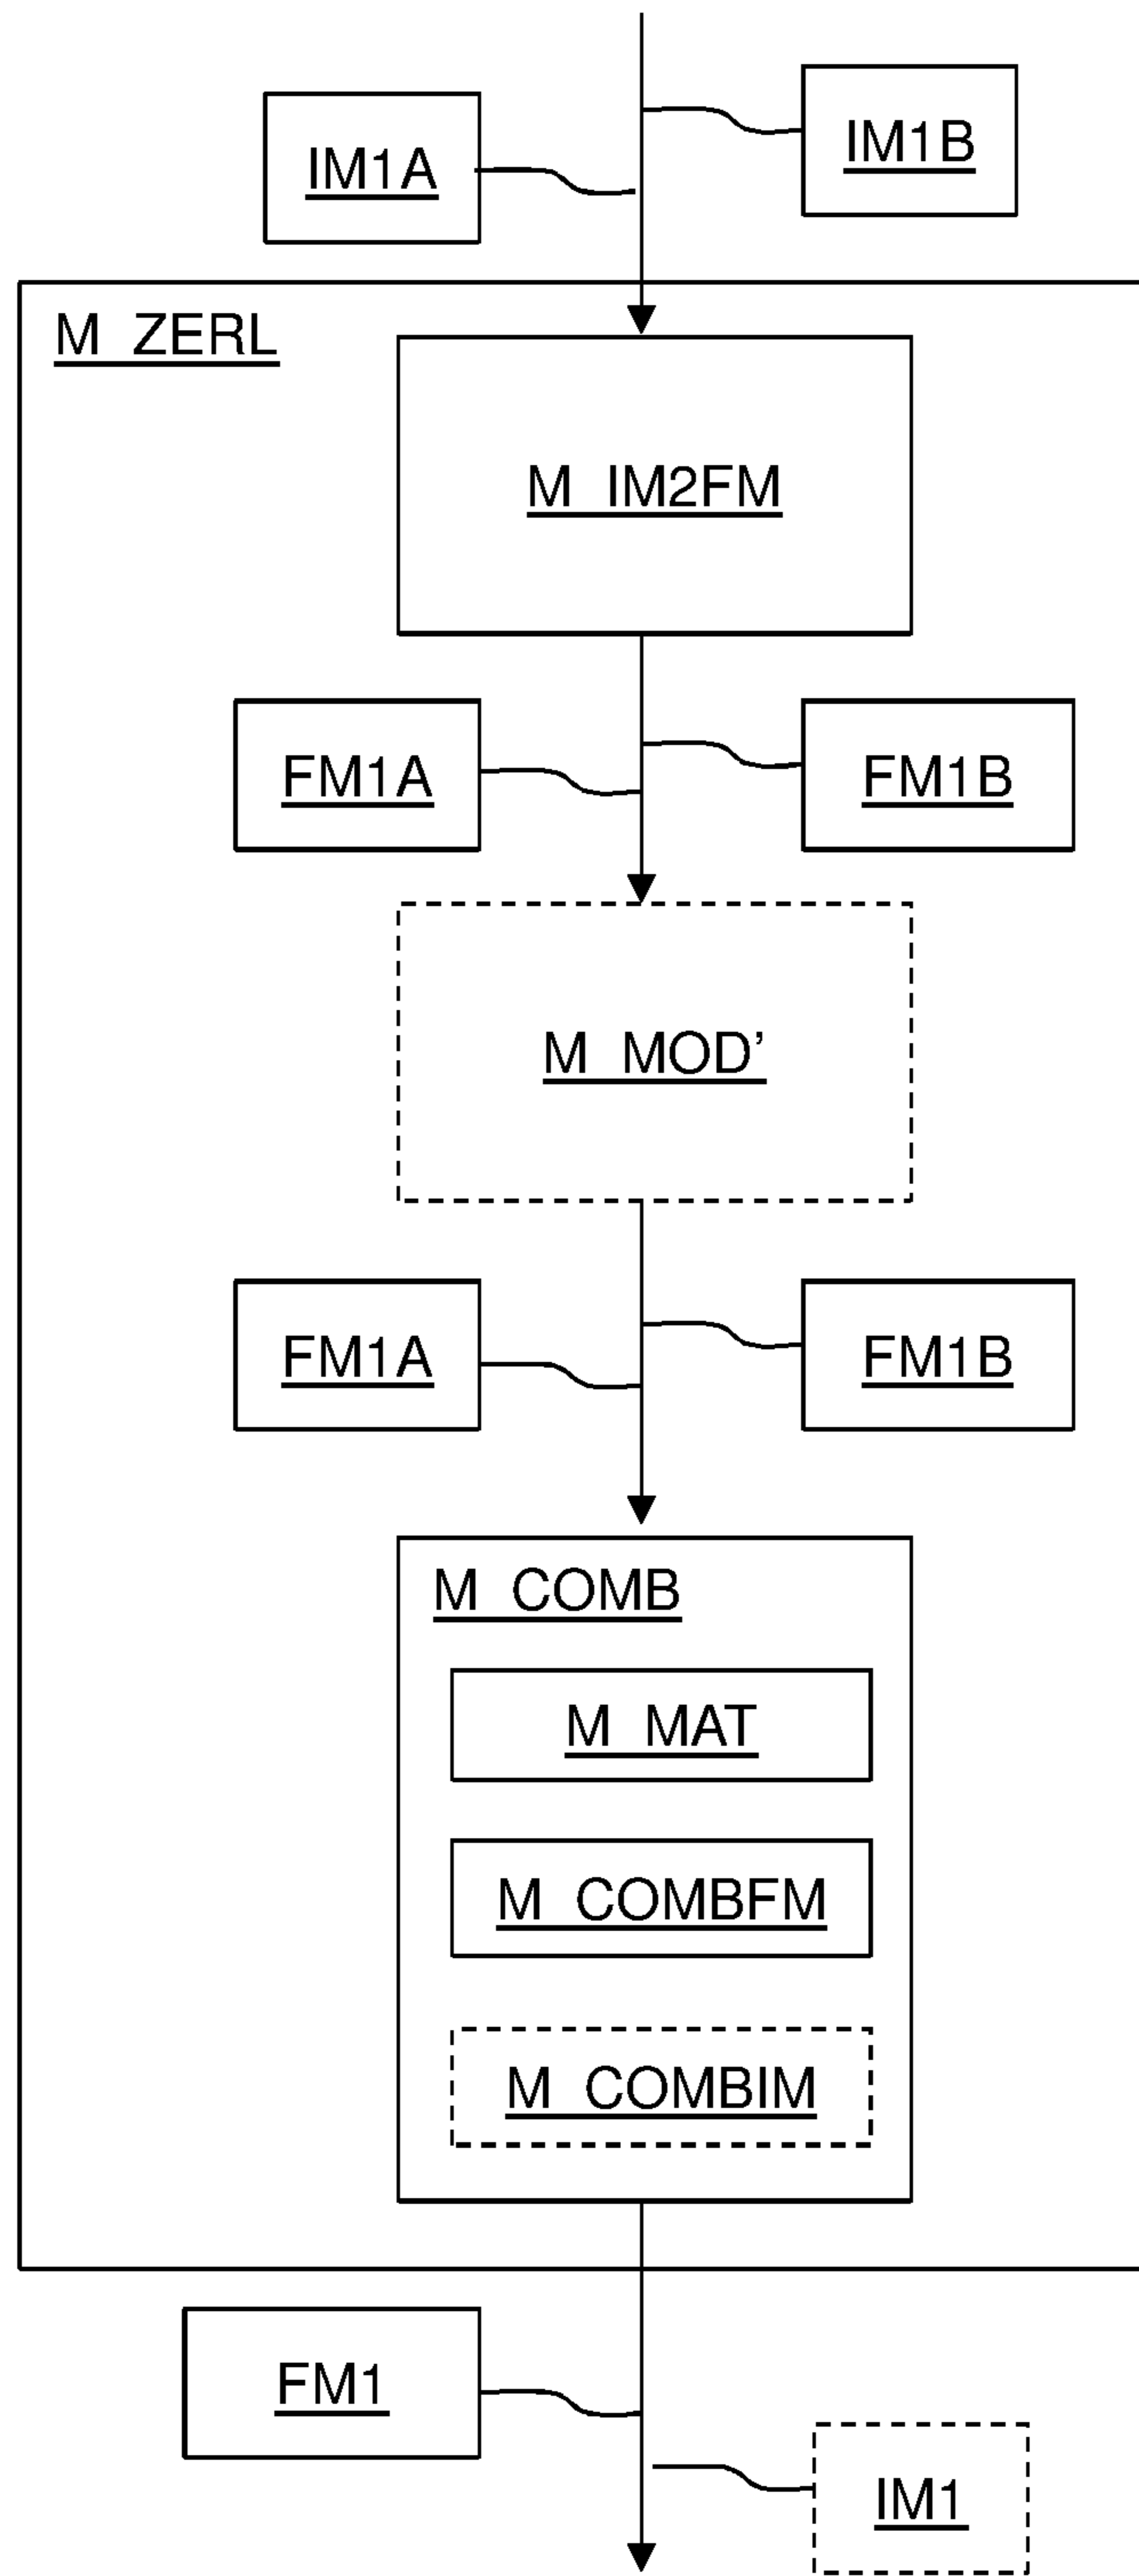 IM1A
IM1B
M_ZERL
M_IM2FM
FM1A
FM1B
M_MOD’
FM1A
FM1B
M_COMB
M_MAT
M_COMBFM
M_COMBIM
FM1
IM1